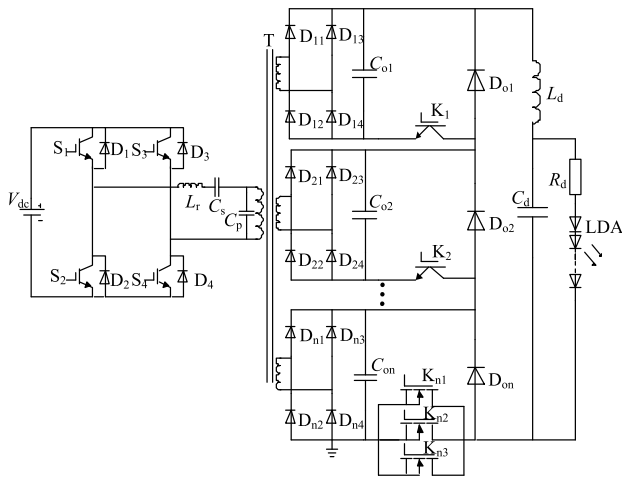 T
D11 D13 Co1 Do1 Ld
D12 D14 K1
S1 D1 S3 D3
Vdc
Lr Cs Cp
S2 D2 S4 D4
D21 D23 Co2 Do2
D22 D24 K2
Cd Rd LDA
Dn1 Dn3 Con Don
Dn2 Dn4 Kn1
Kn2
Kn3